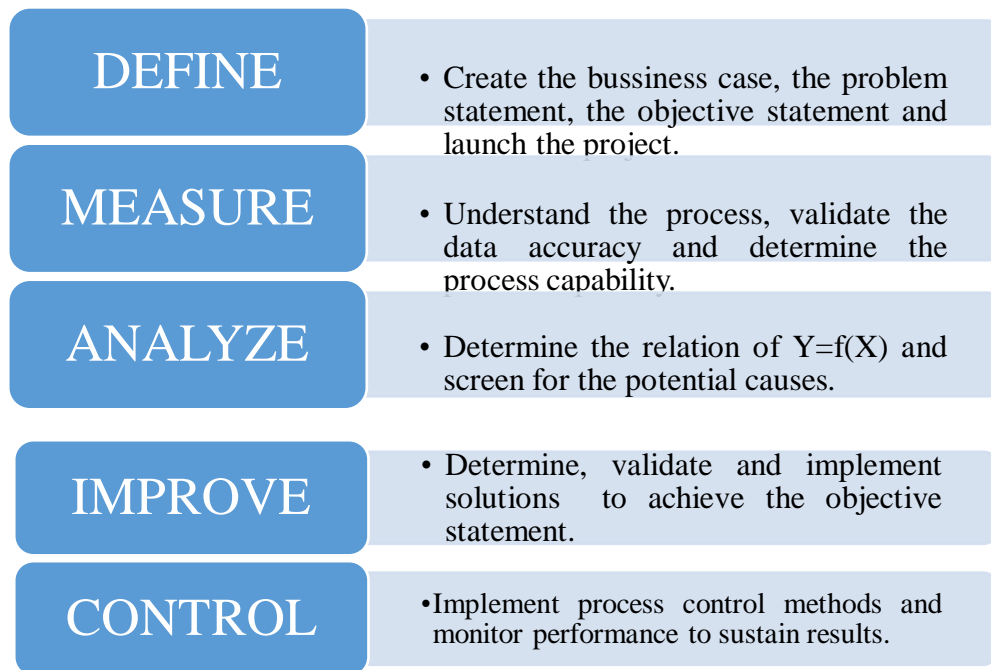 DEFINE
• Create the bussiness case, the problem
statement, the objective statement and
launch the project.
MEASURE
• Understand the process, validate the
data accuracy and determine the
process capability.
ANALYZE
• Determine the relation of Y=f(X) and
screen for the potential causes.
IMPROVE
• Determine, validate and implement
solutions to achieve the objective
statement.
CONTROL
•Implement process control methods and
monitor performance to sustain results.